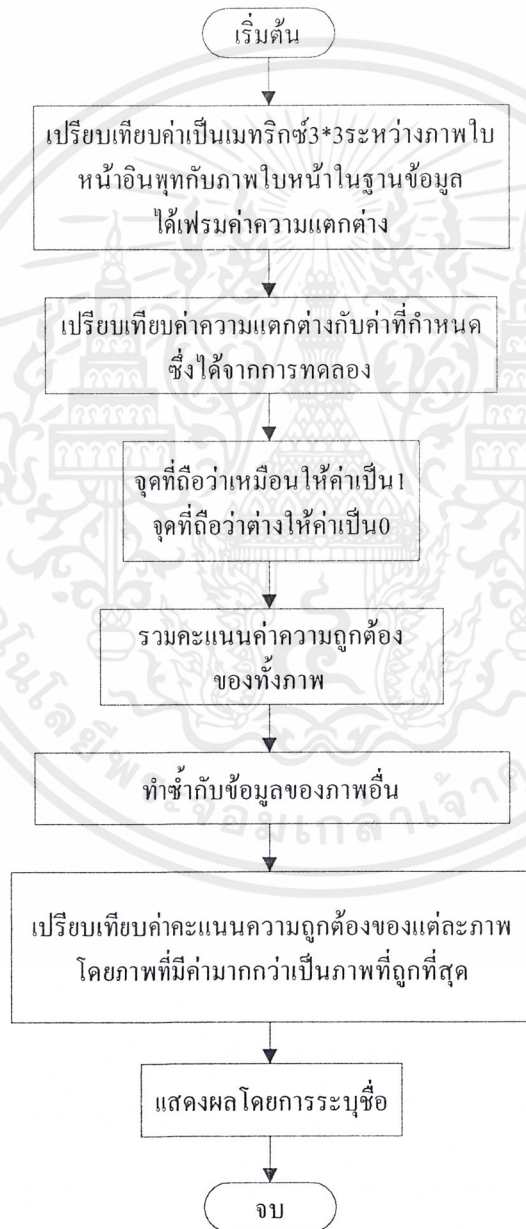 เริ่มต้น
เปรียบเทียบค่าเป็นเมทริกซ์3*3ระหว่างภาพใบ
หน้าอินพุทกับภาพใบหน้าในฐานข้อมูล
ได้เฟรมค่าความแตกต่าง
เปรียบเทียบค่าความแตกต่างกับค่าที่กำหนด
ซึ่งได้จากการทดลอง
จุดที่ถือว่าเหมือนให้ค่าเป็น1
จุดที่ถือว่าต่างให้ค่าเป็น0
รวมคะแนนค่าความถูกต้อง
ของทั้งภาพ
ทำซ้ำกับข้อมูลของภาพอื่น
เปรียบเทียบค่าคะแนนความถูกต้องของแต่ละภาพ
โดยภาพที่มีค่ามากกว่าเป็นภาพที่ถูกที่สุด
แสดงผลโดยการระบุชื่อ
จบ